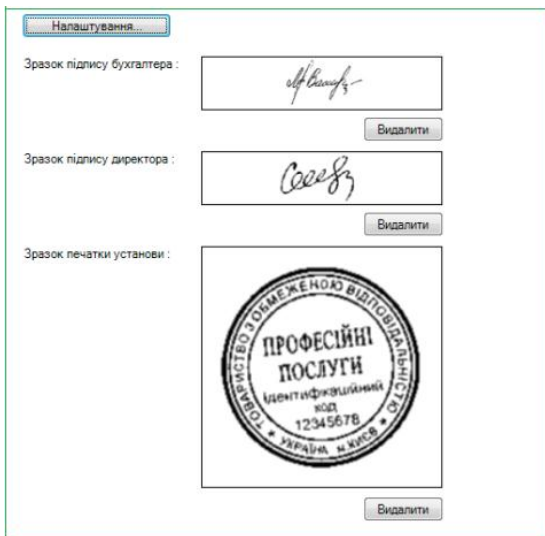 Налаштування...
Зразок підпису бухгалтера :
Видалити
Зразок підпису директора :
Видалити
Зразок печатки установи :
ТОВАРИСТВО З ОБМЕЖЕНОЮ ВІДПОВІДАЛЬНІСТЮ
ПРОФЕСІЙНІ
ПОСЛУГИ
ідентифікаційний
код
12345678
* УКРАЇНА м.КИЄВ *
Видалити